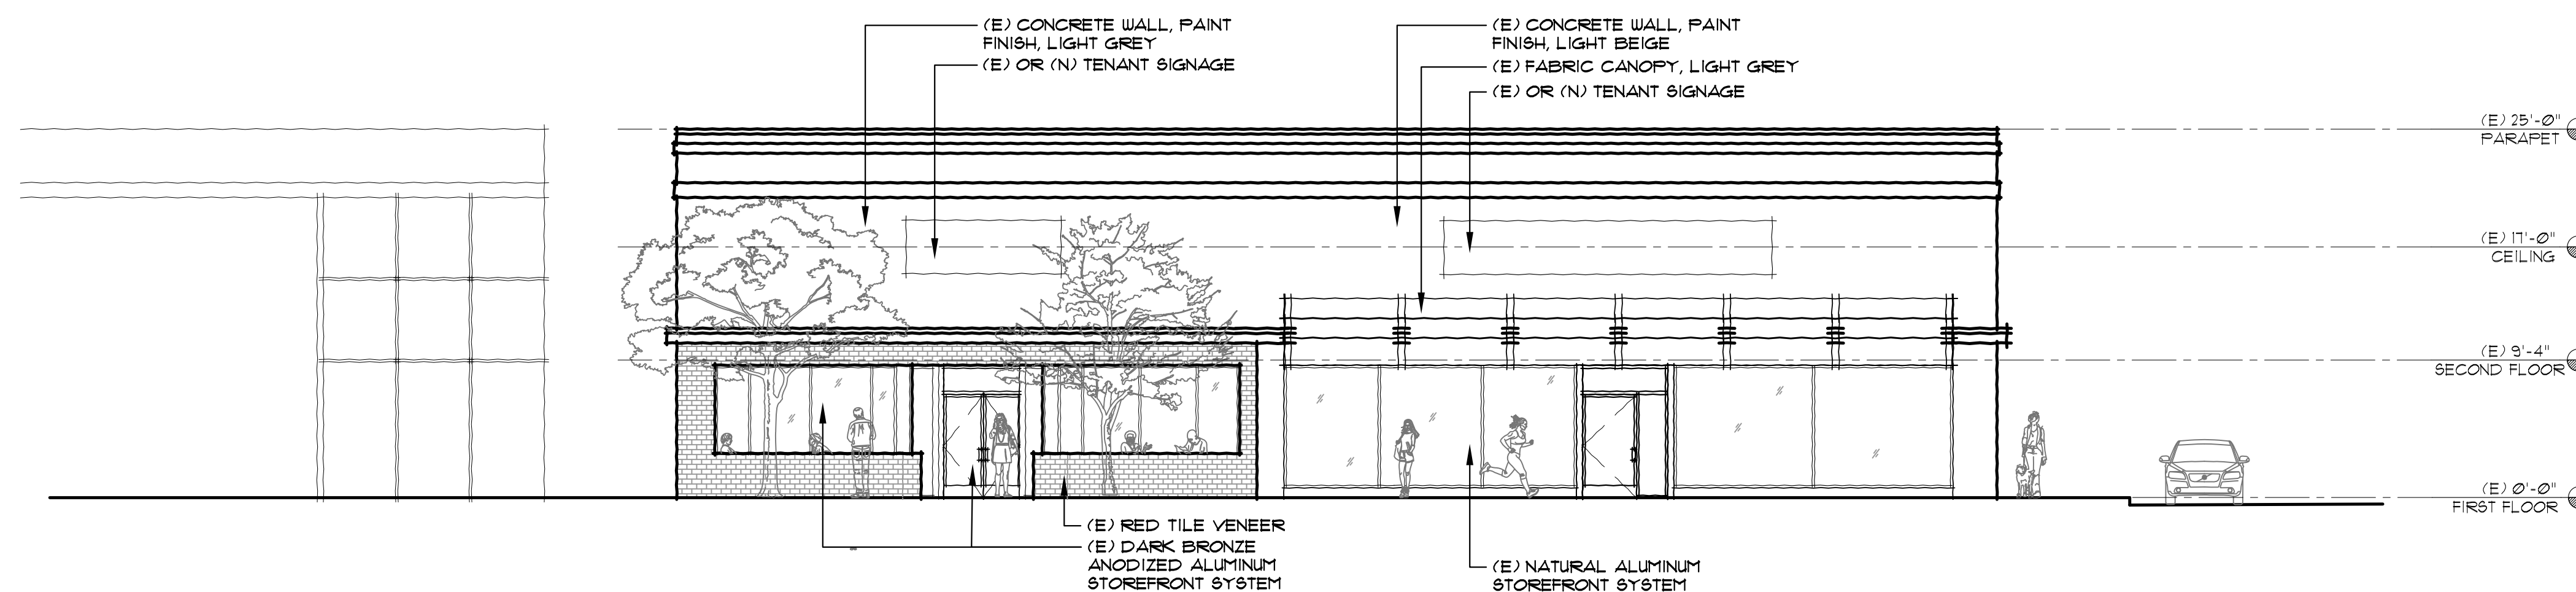 (E) CONCRETE WALL, PAINT
FINISH, LIGHT GREY
(E) OR (N) TENANT SIGNAGE
(E) CONCRETE WALL, PAINT
FINISH, LIGHT BEIGE
(E) FABRIC CANOPY, LIGHT GREY
(E) OR (N) TENANT SIGNAGE
(E) 25'-0"
PARAPET
(E) 17'-0"
CEILING
(E) 9'-4"
SECOND FLOOR
(E) 0'-0"
FIRST FLOOR
(E) RED TILE VENEER
(E) DARK BRONZE
ANODIZED ALUMINUM
STOREFRONT SYSTEM
(E) NATURAL ALUMINUM
STOREFRONT SYSTEM